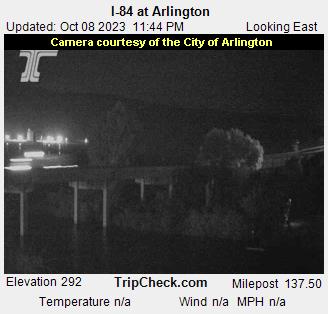 I-84 at Arlington
Updated: Oct 08 2023 11:44 PM Looking East
Camera courtesy of the City of Arlington
Elevation 292 TripCheck.com Milepost 137.50
Temperature n/a Wind n/a MPH n/a